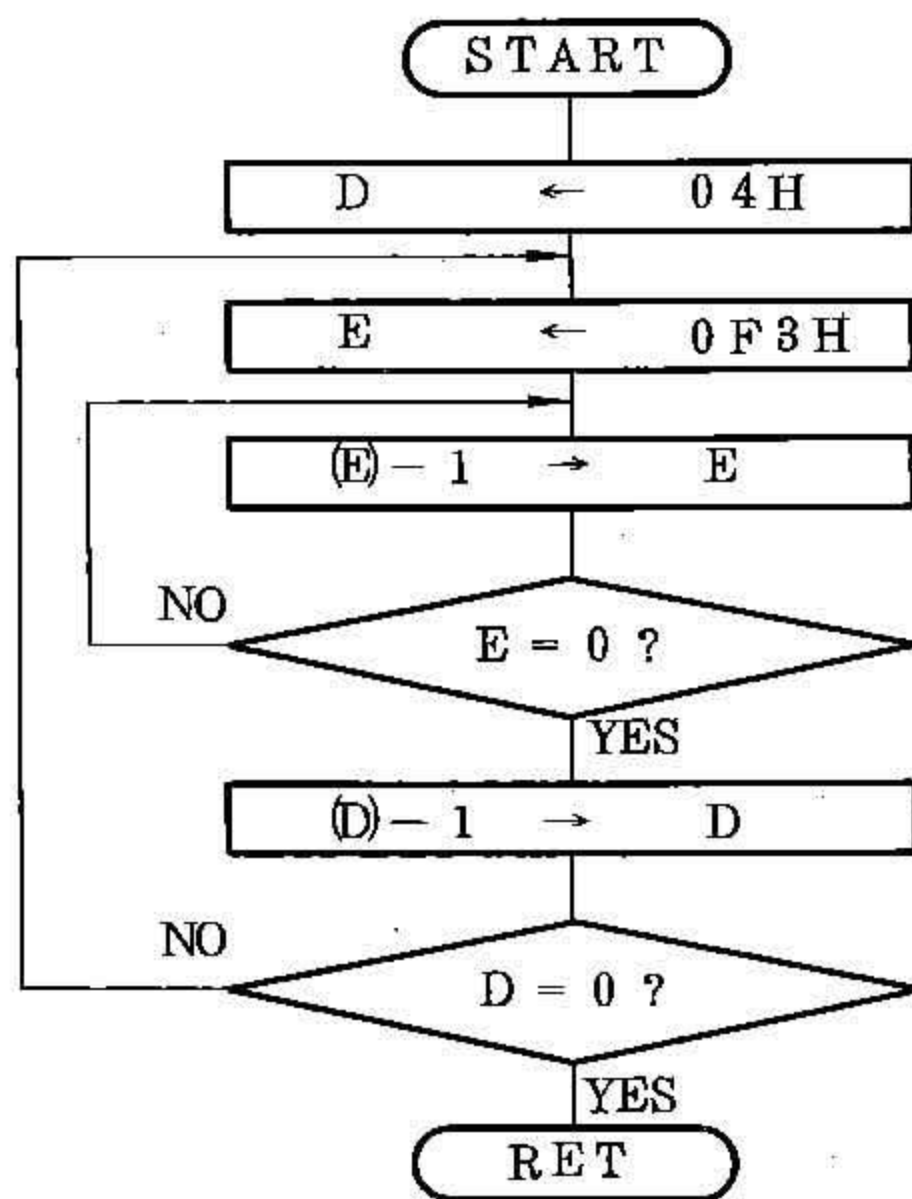 START
D ← 04H
E ← 0F3H
(E)-1 → E
NO
E = 0 ?
YES
(D)-1 → D
NO
D = 0 ?
YES
RET